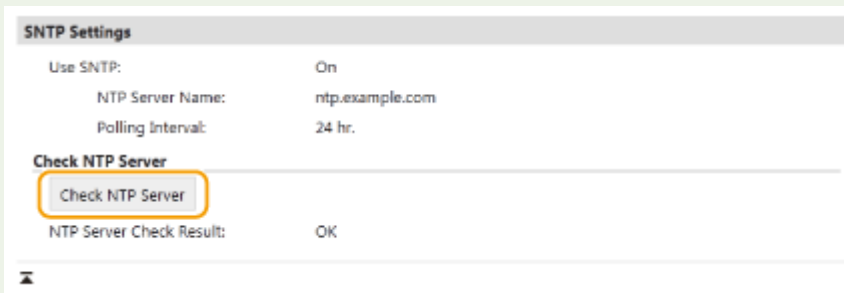 SNTP Settings
Use SNTP: On
NTP Server Name: ntp.example.com
Polling Interval: 24 hr.
Check NTP Server
Check NTP Server
NTP Server Check Result: OK